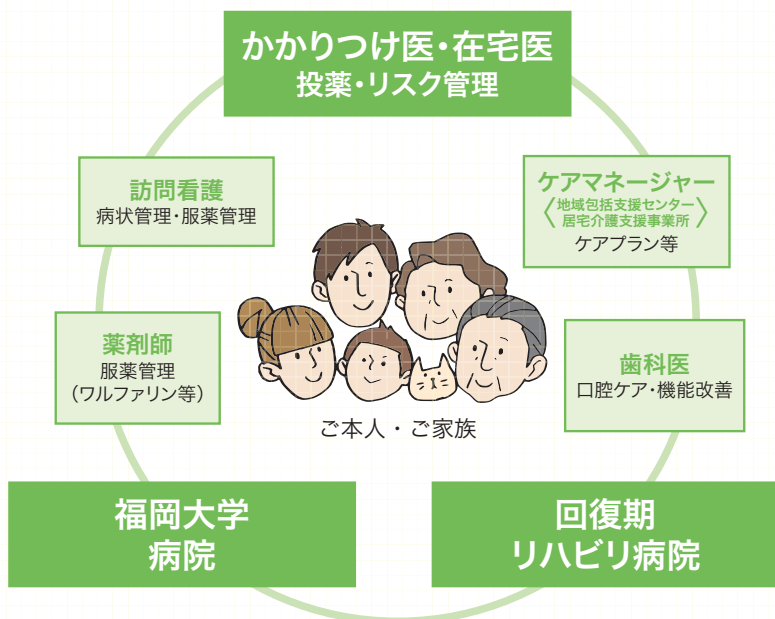 かかりつけ医・在宅医
投薬・リスク管理
訪問看護
病状管理・服薬管理
ケアマネージャー
〈地域包括支援センター
居宅介護支援事業所〉
ケアプラン等
薬剤師
服薬管理
(ワルファリン等)
歯科医
口腔ケア・機能改善
ご本人・ご家族
福岡大学
病院
回復期
リハビリ病院